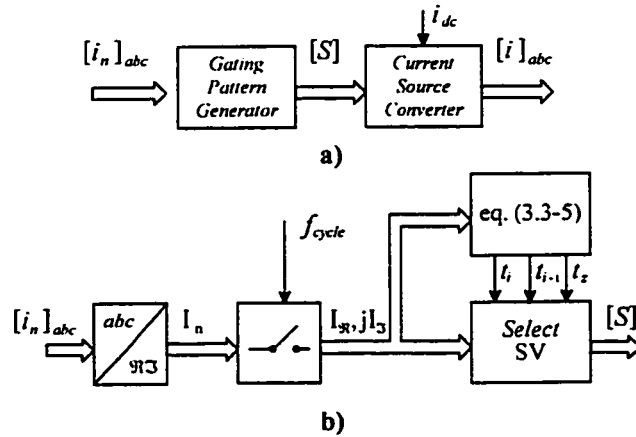 i_dc
[i_n]_abc
Gating
Pattern
Generator
[S]
Current
Source
Converter
[i]_abc
a)
eq. (3.3-5)
f_cycle
t_i
t_i+1
t_z
[i_n]_abc
abc
ℜℑ
I_n
I_ℜ, jI_ℑ
Select
SV
[S]
b)